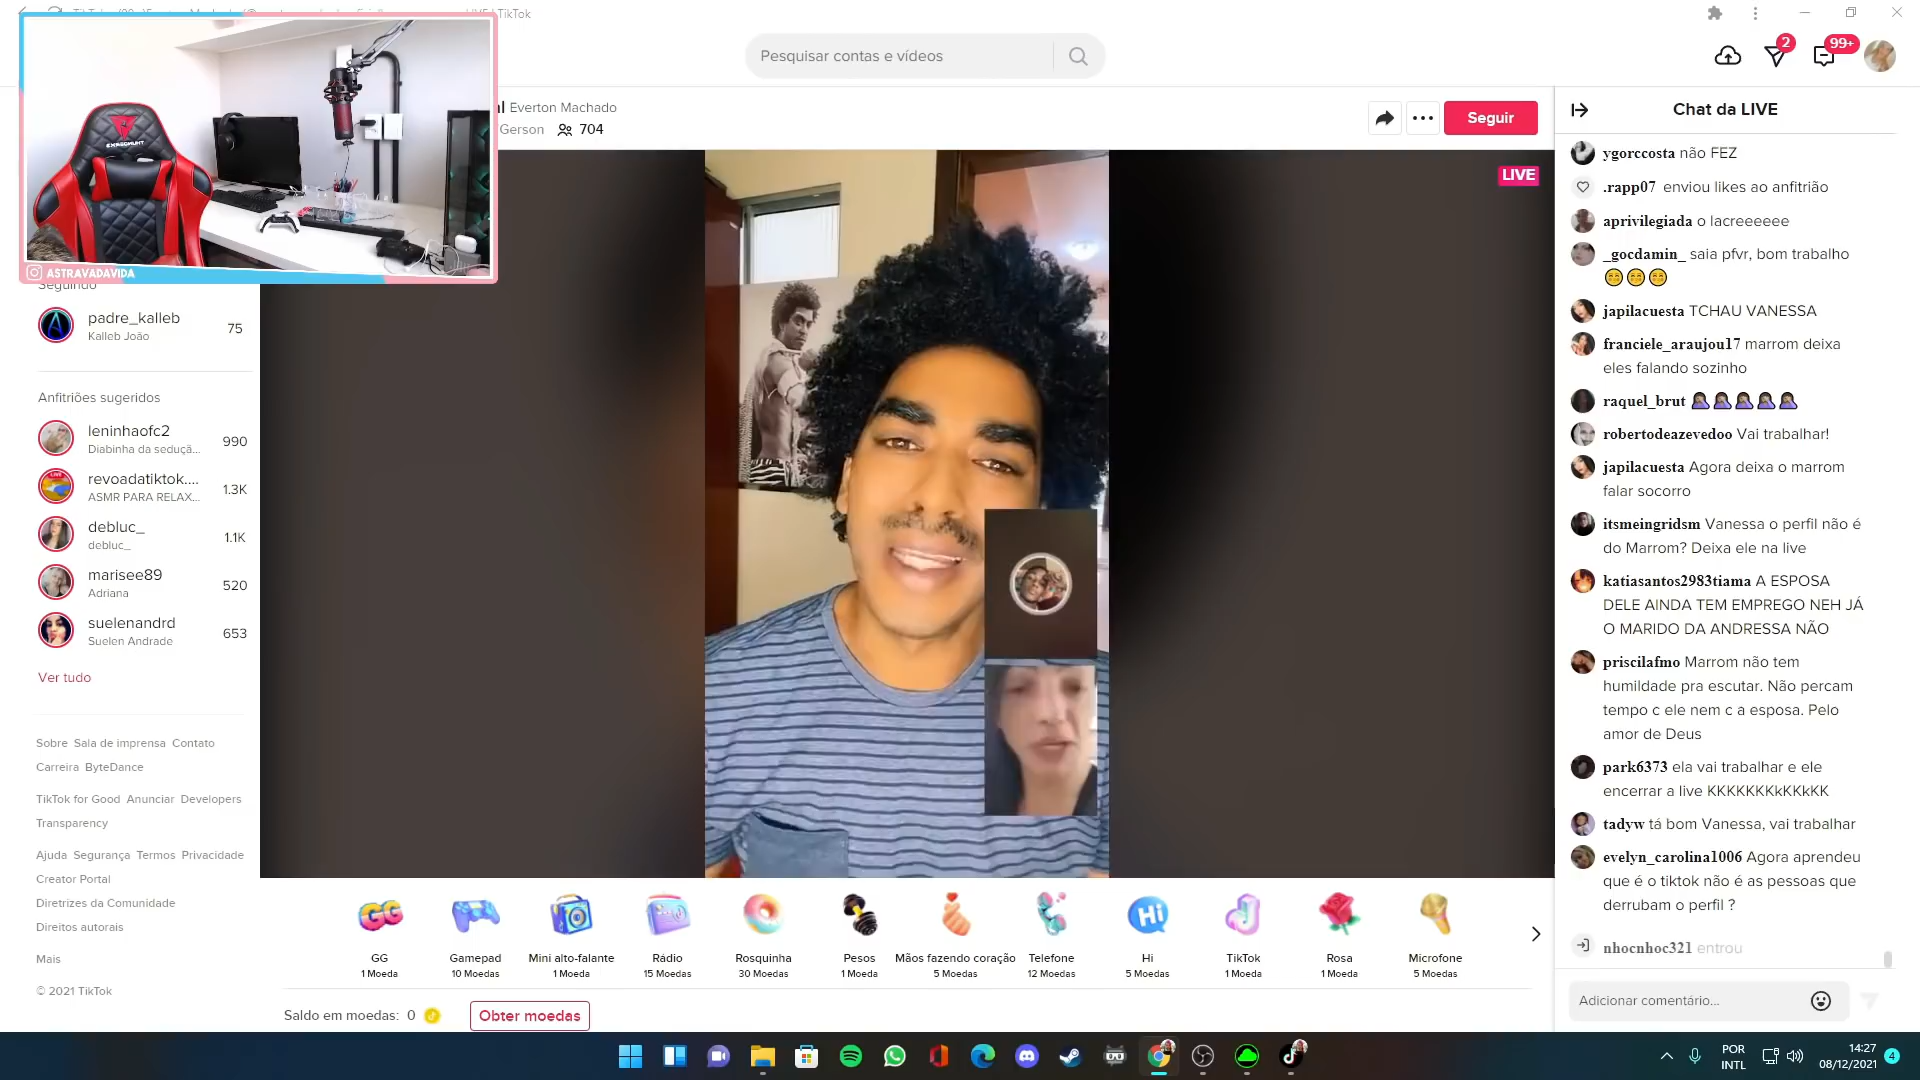 LIVE | TikTok
Pesquisar contas e vídeos
2
99+
ASTRAVADAVIDA
Everton Machado
Gerson 704
Seguir
LIVE
Seguindo
padre_kalleb
Kalleb João
75
Anfitriões sugeridos
leninhaofc2
Diabinha da seduçã...
990
revoadatiktok....
ASMR PARA RELAX...
1.3K
debluc_
debluc_
1.1K
marisee89
Adriana
520
suelenandrd
Suelen Andrade
653
Ver tudo
Sobre Sala de imprensa Contato
Carreira ByteDance
TikTok for Good Anunciar Developers
Transparency
Ajuda Segurança Termos Privacidade
Creator Portal
Diretrizes da Comunidade
Direitos autorais
Mais
© 2021 TikTok
GG
1 Moeda
Gamepad
10 Moedas
Mini alto-falante
1 Moeda
Rádio
15 Moedas
Rosquinha
30 Moedas
Pesos
1 Moeda
Mãos fazendo coração
5 Moedas
Telefone
12 Moedas
Hi
5 Moedas
TikTok
1 Moeda
Rosa
1 Moeda
Microfone
5 Moedas
Saldo em moedas: 0
Obter moedas
Chat da LIVE
ygorccosta não FEZ
.rapp07 enviou likes ao anfitrião
aprivilegiada o lacreeeeee
_gocdamin_ saia pfvr, bom trabalho
☺️☺️☺️
japilacuesta TCHAU VANESSA
franciele_araujou17 marrom deixa
eles falando sozinho
raquel_brut 🤦🏽‍♀️🤦🏽‍♀️🤦🏽‍♀️🤦🏽‍♀️🤦🏽‍♀️
robertodeazevedoo Vai trabalhar!
japilacuesta Agora deixa o marrom
falar socorro
itsmeingridsm Vanessa o perfil não é
do Marrom? Deixa ele na live
katiasantos2983tiama A ESPOSA
DELE AINDA TEM EMPREGO NEH JÁ
O MARIDO DA ANDRESSA NÃO
priscilafmo Marrom não tem
humildade pra escutar. Não percam
tempo c ele nem c a esposa. Pelo
amor de Deus
park6373 ela vai trabalhar e ele
encerrar a live KKKKKKKkKKkKK
tadyw tá bom Vanessa, vai trabalhar
evelyn_carolina1006 Agora aprendeu
que é o tiktok não é as pessoas que
derrubam o perfil ?
nhocnhoc321 entrou
Adicionar comentário...
POR
INTL
14:27
08/12/2021
4